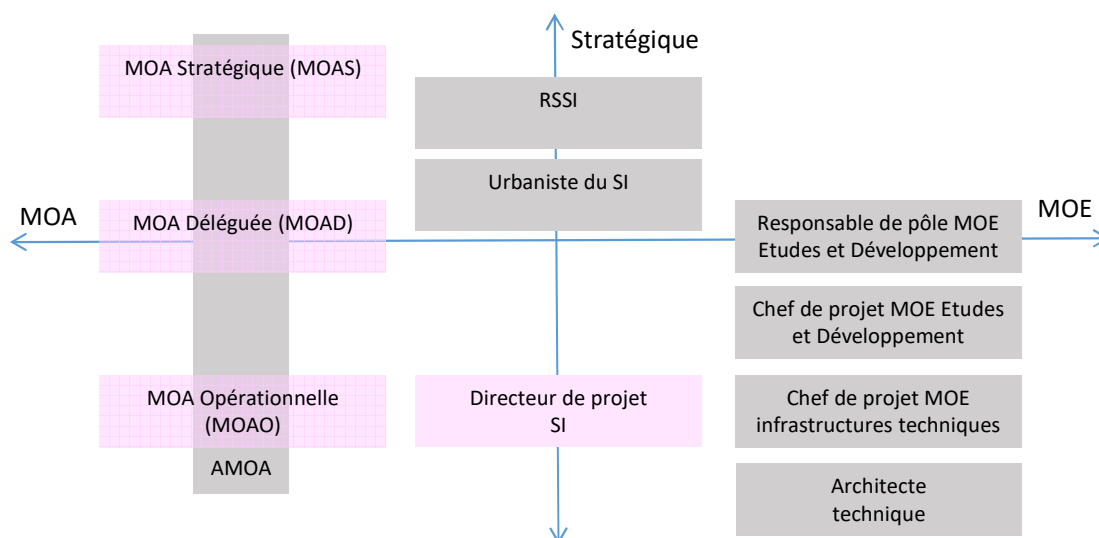 Stratégique
MOA Stratégique (MOAS)
RSSI
Urbaniste du SI
MOA
MOA Déléguée (MOAD)
Responsable de pôle MOE
Etudes et Développement
MOE
Chef de projet MOE Etudes
et Développement
MOA Opérationnelle
(MOAO)
AMOA
Directeur de projet
SI
Chef de projet MOE
infrastructures techniques
Architecte
technique